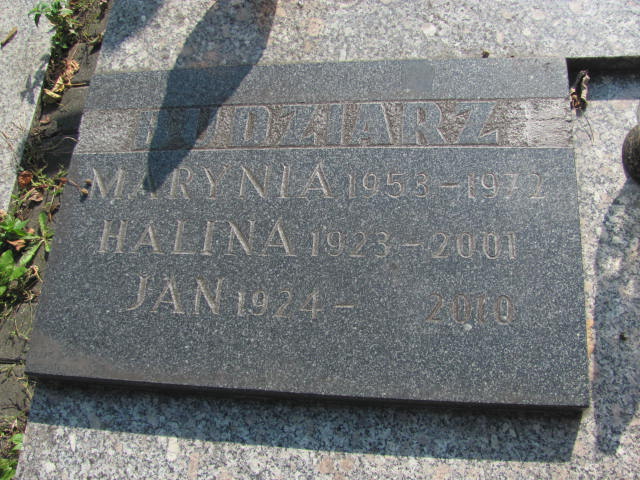 MARYNIA 1953-1972
HALINA 1923-2001
JAN 1924- 2010